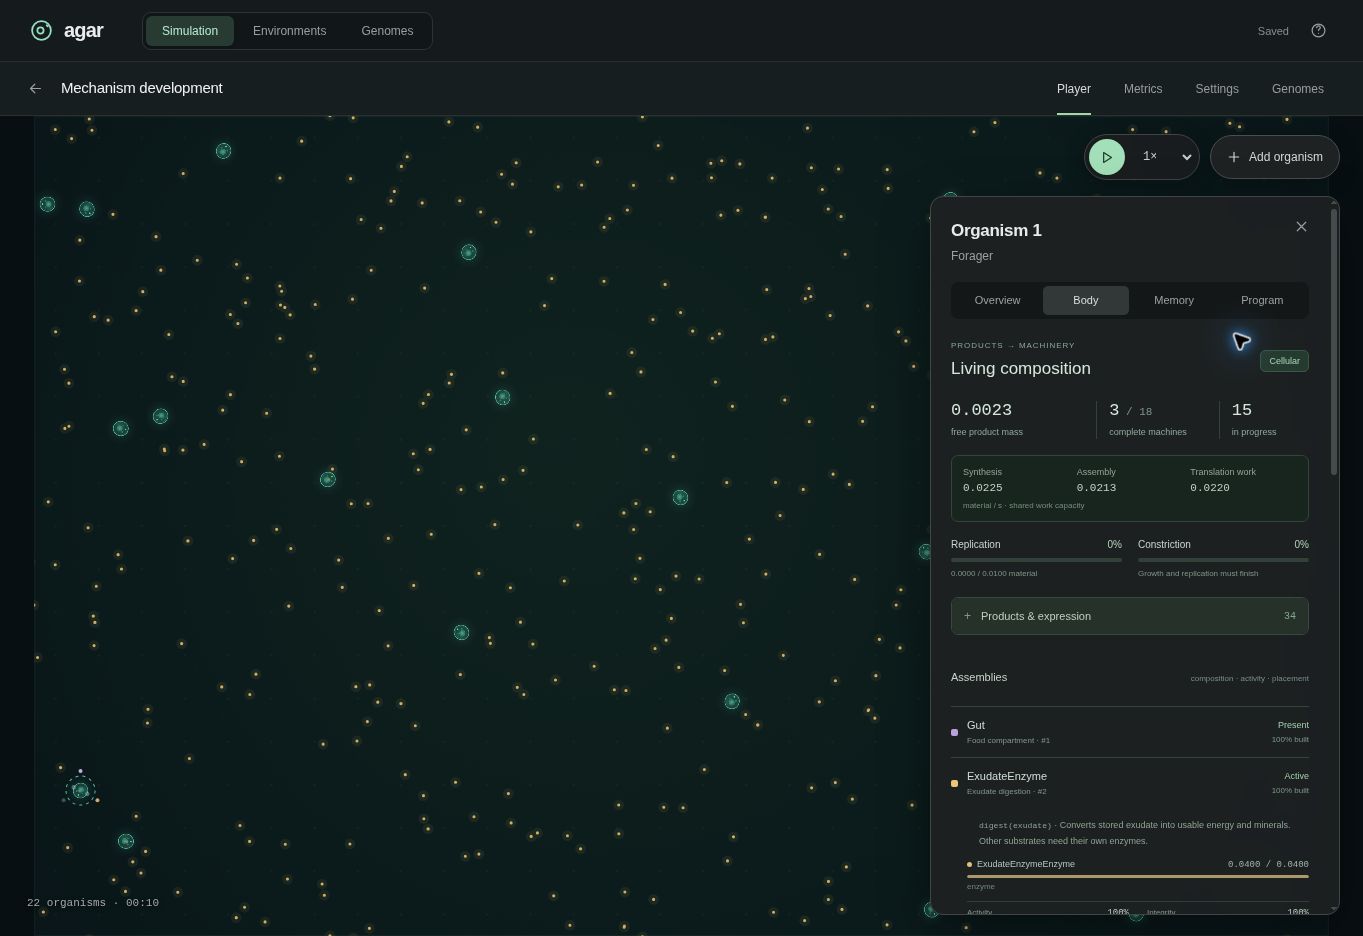 agar
Simulation Environments Genomes
Saved
Mechanism development
Player Metrics Settings Genomes
1×
Add organism
Organism 1
Forager
Overview Body Memory Program
PRODUCTS → MACHINERY
Living composition
Cellular
0.0023 3 / 18 15
free product mass complete machines in progress
Synthesis Assembly Translation work
0.0225 0.0213 0.0220
material / s · shared work capacity
Replication 0% Constriction 0%
0.0000 / 0.0100 material Growth and replication must finish
+ Products & expression 34
Assemblies composition · activity · placement
Gut Present
Food compartment · #1 100% built
ExudateEnzyme Active
Exudate digestion · #2 100% built
digest(exudate) · Converts stored exudate into usable energy and minerals.
Other substrates need their own enzymes.
ExudateEnzymeEnzyme 0.0400 / 0.0400
enzyme
Activity 100% Integrity 100%
22 organisms · 00:10